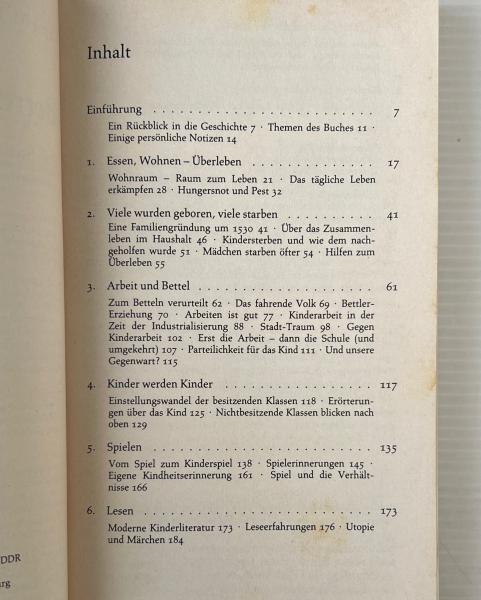 Inhalt
Einführung . . . . . . . . . . . . . . . . . . . . . . . . 7
Ein Rückblick in die Geschichte 7 · Themen des Buches 11 ·
Einige persönliche Notizen 14
1. Essen, Wohnen – Überleben . . . . . . . . . . . . . 17
Wohnraum – Raum zum Leben 21 · Das tägliche Leben
erkämpfen 28 · Hungersnot und Pest 32
2. Viele wurden geboren, viele starben . . . . . . . . . 41
Eine Familiengründung um 1530 41 · Über das Zusammen-
leben im Haushalt 46 · Kindersterben und wie dem nach-
geholfen wurde 51 · Mädchen starben öfter 54 · Hilfen zum
Überleben 55
3. Arbeit und Bettel . . . . . . . . . . . . . . . . . . 61
Zum Betteln verurteilt 62 · Das fahrende Volk 69 · Bettler-
Erziehung 70 · Arbeiten ist gut 77 · Kinderarbeit in der
Zeit der Industrialisierung 88 · Stadt-Traum 98 · Gegen
Kinderarbeit 102 · Erst die Arbeit – dann die Schule (und
umgekehrt) 107 · Parteilichkeit für das Kind 111 · Und unsere
Gegenwart? 115
4. Kinder werden Kinder . . . . . . . . . . . . . . . . 117
Einstellungswandel der besitzenden Klassen 118 · Erörterun-
gen über das Kind 125 · Nichtbesitzende Klassen blicken nach
oben 129
5. Spielen . . . . . . . . . . . . . . . . . . . . . . . 135
Vom Spiel zum Kinderspiel 138 · Spielerinnerungen 145 ·
Eigene Kindheitserinnerung 161 · Spiel und die Verhält-
nisse 166
6. Lesen . . . . . . . . . . . . . . . . . . . . . . . . 173
Moderne Kinderliteratur 173 · Leseerfahrungen 176 · Utopie
und Märchen 184
DDR
rg